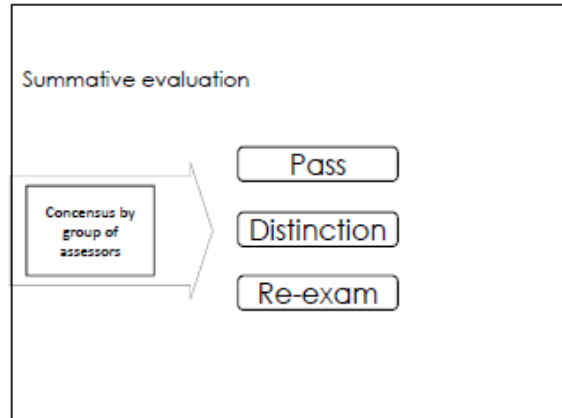 Summative evaluation
Pass
Concensus by
group of
assessors
Distinction
Re-exam